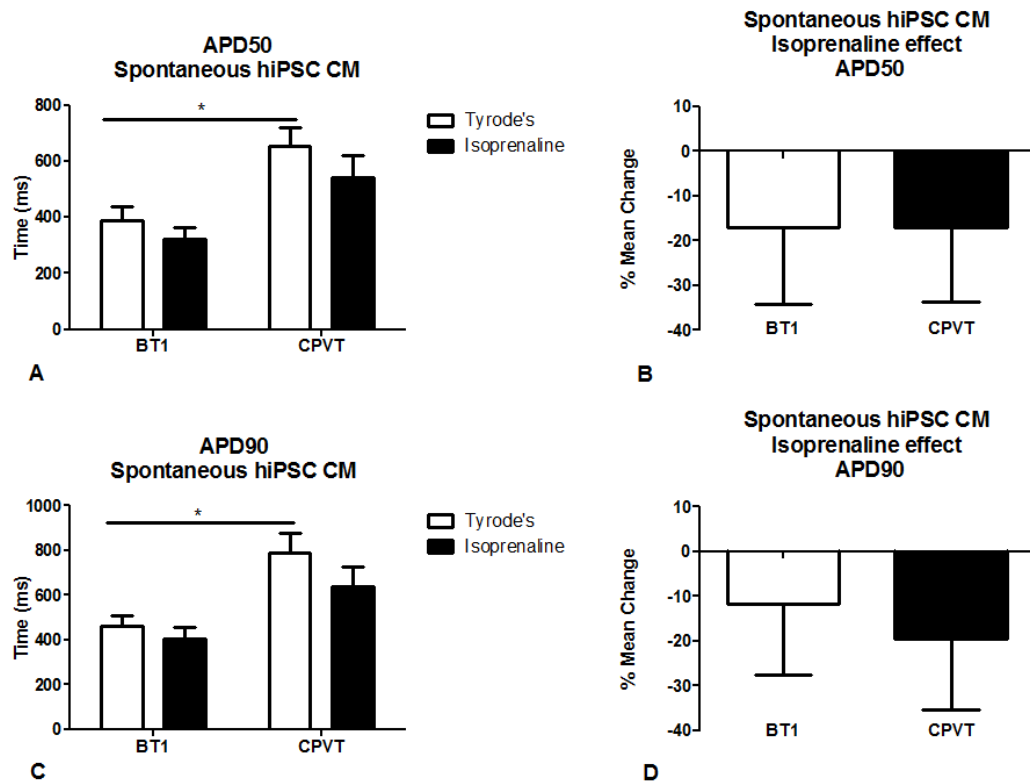 APD50
Spontaneous hiPSC CM
*
800
600
400
200
0
Time (ms)
BT1
CPVT
Tyrode's
Isoprenaline
A
Spontaneous hiPSC CM
Isoprenaline effect
APD50
10
0
-10
-20
-30
-40
% Mean Change
BT1
CPVT
B
APD90
Spontaneous hiPSC CM
*
1000
800
600
400
200
0
Time (ms)
BT1
CPVT
Tyrode's
Isoprenaline
C
Spontaneous hiPSC CM
Isoprenaline effect
APD90
10
0
-10
-20
-30
-40
% Mean Change
BT1
CPVT
D